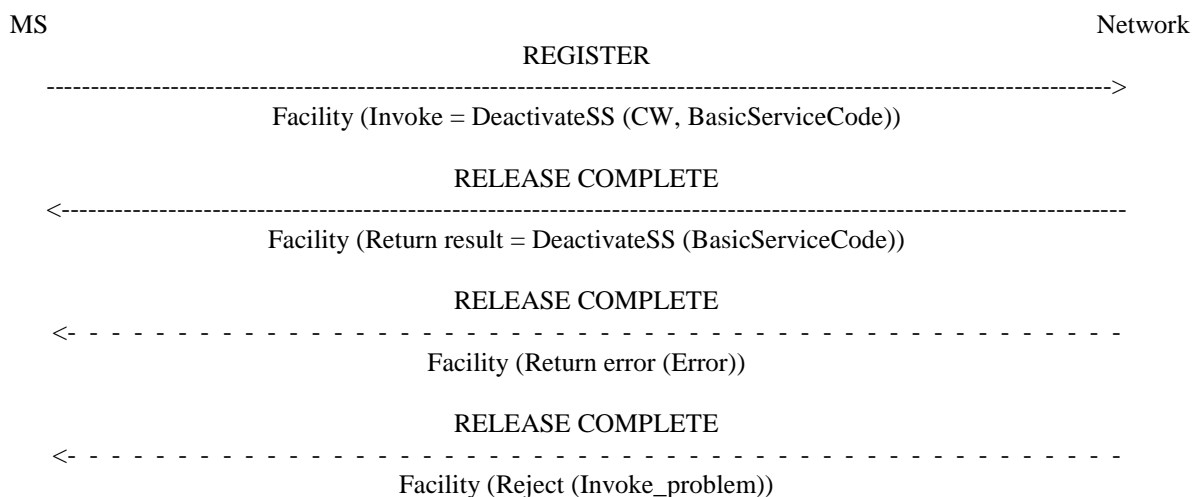 MS Network
REGISTER
------------------------------------------------------------------------------------------------------------------------>
Facility (Invoke = DeactivateSS (CW, BasicServiceCode))
RELEASE COMPLETE
<------------------------------------------------------------------------------------------------------------------------
Facility (Return result = DeactivateSS (BasicServiceCode))
RELEASE COMPLETE
<- - - - - - - - - - - - - - - - - - - - - - - - - - - - - - - - - - - - - - - - - - - - - - - -
Facility (Return error (Error))
RELEASE COMPLETE
<- - - - - - - - - - - - - - - - - - - - - - - - - - - - - - - - - - - - - - - - - - - - - - - -
Facility (Reject (Invoke_problem))